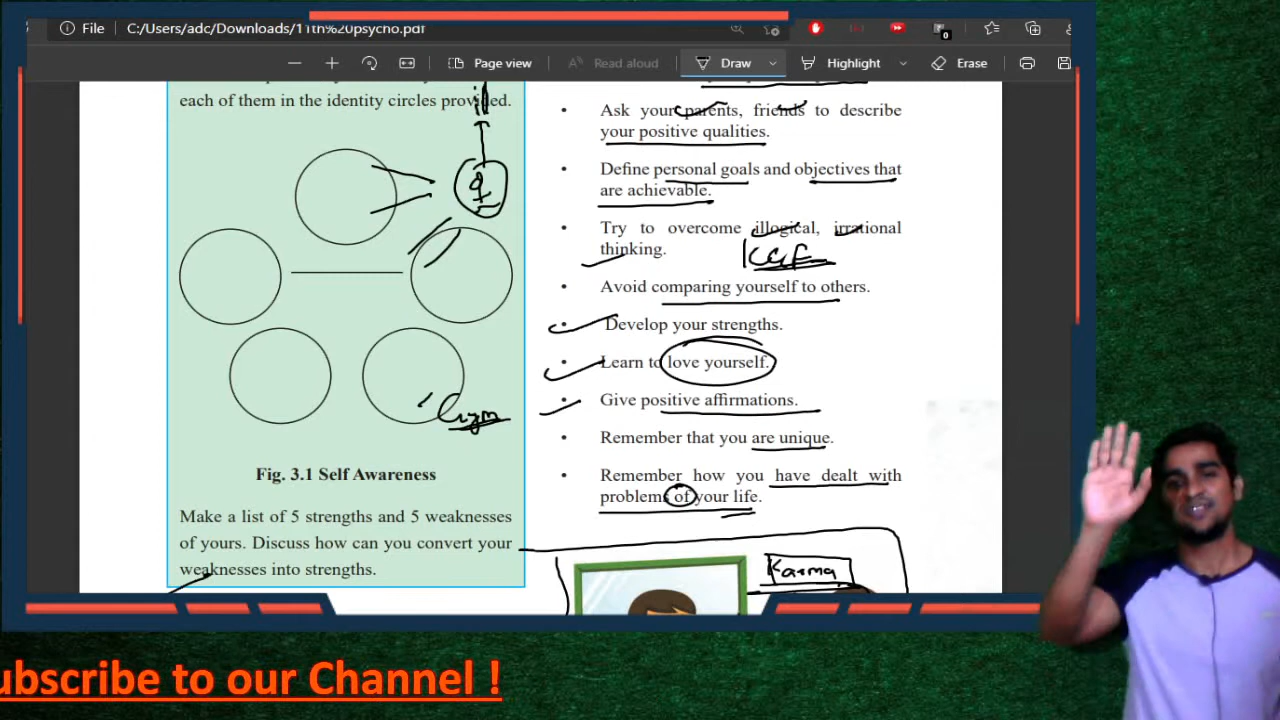 File
C:/Users/adc/Downloads/11th%20psycho.pdf
0
Page view
Read aloud
Draw
Highlight
Erase
each of them in the identity circles provided.
gym
Fig. 3.1 Self Awareness
Make a list of 5 strengths and 5 weaknesses
of yours. Discuss how can you convert your
weaknesses into strengths.
• Ask your parents, friends to describe
your positive qualities.
• Define personal goals and objectives that
are achievable.
• Try to overcome illogical, irrational
thinking.
• Avoid comparing yourself to others.
• Develop your strengths.
• Learn to love yourself.
• Give positive affirmations.
• Remember that you are unique.
• Remember how you have dealt with
problems of your life.
Karma
ubscribe to our Channel !